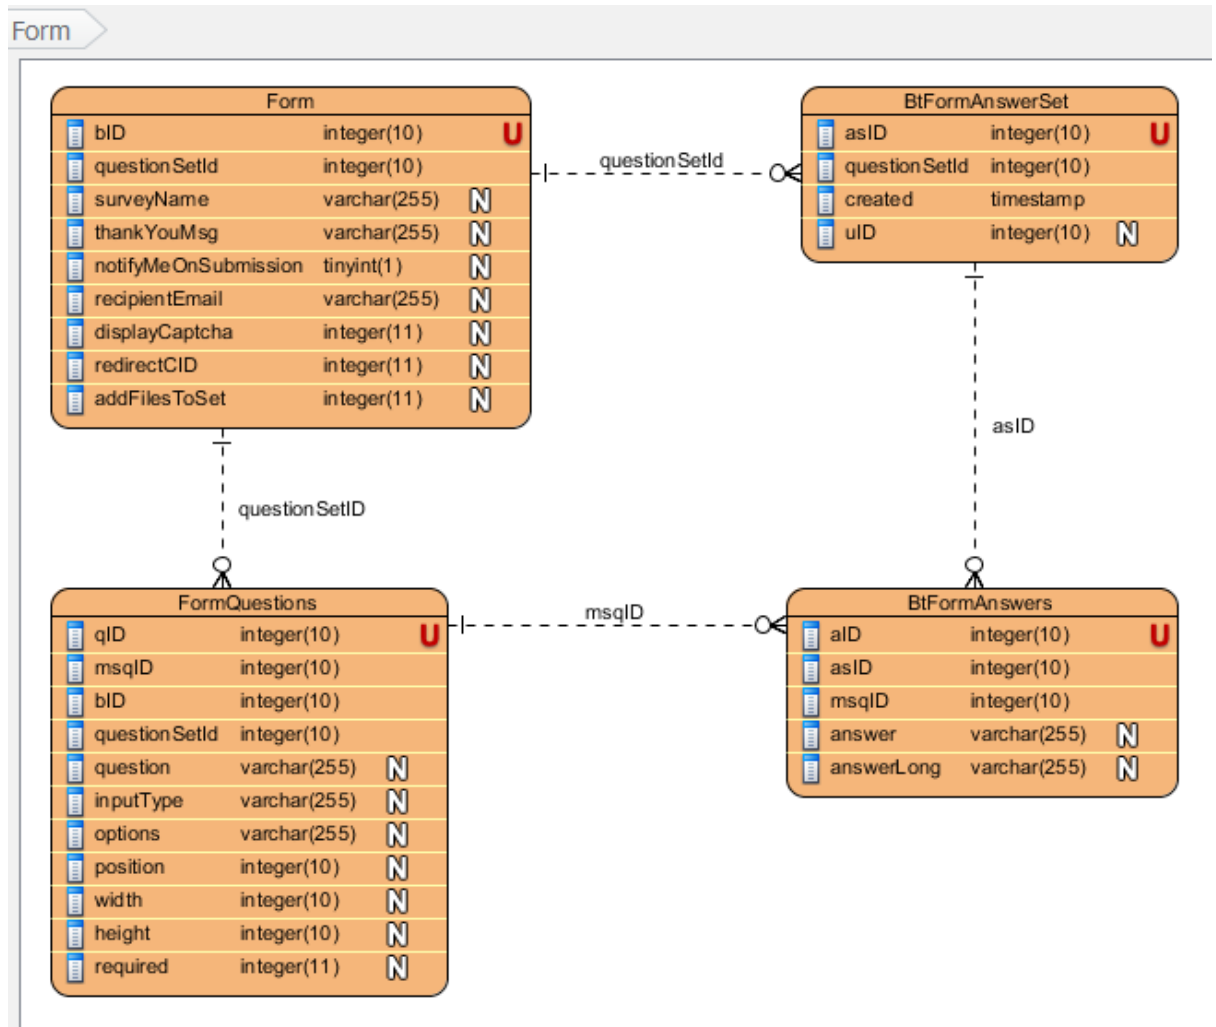 Form
Form
bID integer(10) U
questionSetId integer(10)
surveyName varchar(255) N
thankYouMsg varchar(255) N
notifyMeOnSubmission tinyint(1) N
recipientEmail varchar(255) N
displayCaptcha integer(11) N
redirectCID integer(11) N
addFilesToSet integer(11) N
questionSetId
BtFormAnswerSet
asID integer(10) U
questionSetId integer(10)
created timestamp
uID integer(10) N
questionSetID
asID
FormQuestions
qID integer(10) U
msqID integer(10)
bID integer(10)
questionSetId integer(10)
question varchar(255) N
inputType varchar(255) N
options varchar(255) N
position integer(10) N
width integer(10) N
height integer(10) N
required integer(11) N
msqID
BtFormAnswers
aID integer(10) U
asID integer(10)
msqID integer(10)
answer varchar(255) N
answerLong varchar(255) N